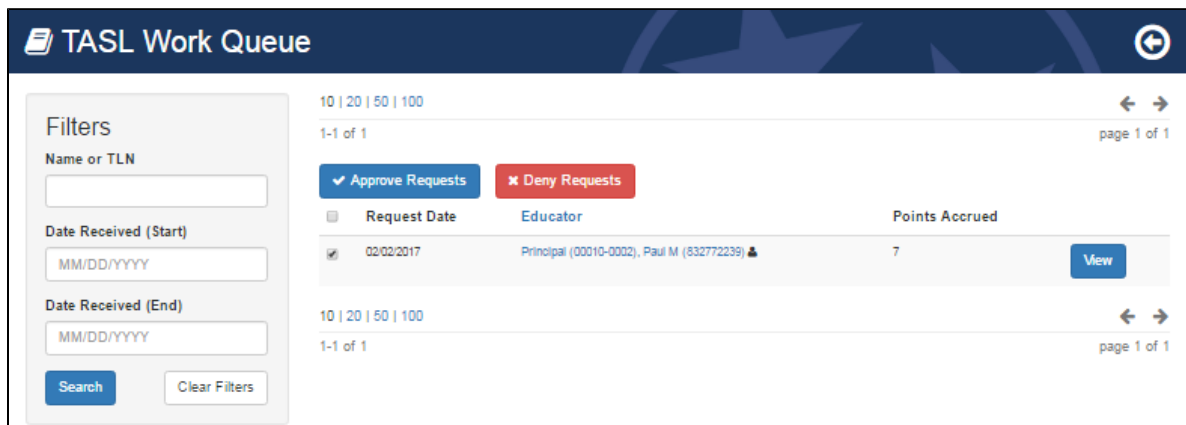 TASL Work Queue
Filters
Name or TLN
Date Received (Start)
MM/DD/YYYY
Date Received (End)
MM/DD/YYYY
Search Clear Filters
10 | 20 | 50 | 100
1-1 of 1 page 1 of 1
Approve Requests Deny Requests
Request Date Educator Points Accrued
02/02/2017 Principal (00010-0002), Paul M (832772239) 7 View
10 | 20 | 50 | 100
1-1 of 1 page 1 of 1